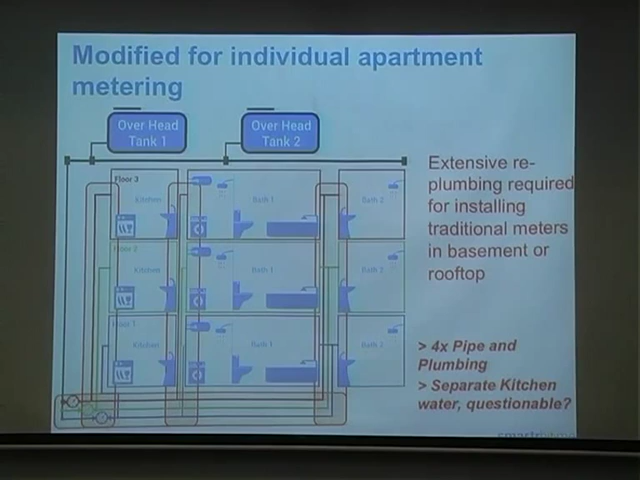 Modified for individual apartment
metering
Over Head
Tank 1
Over Head
Tank 2
Extensive re-
plumbing required
for installing
traditional meters
in basement or
rooftop
Floor 3
Kitchen
Bath 1
Bath 2
Floor 2
Kitchen
Bath 1
Bath 2
Floor 1
Kitchen
Bath 1
Bath 2
> 4x Pipe and
Plumbing
> Separate Kitchen
water, questionable?